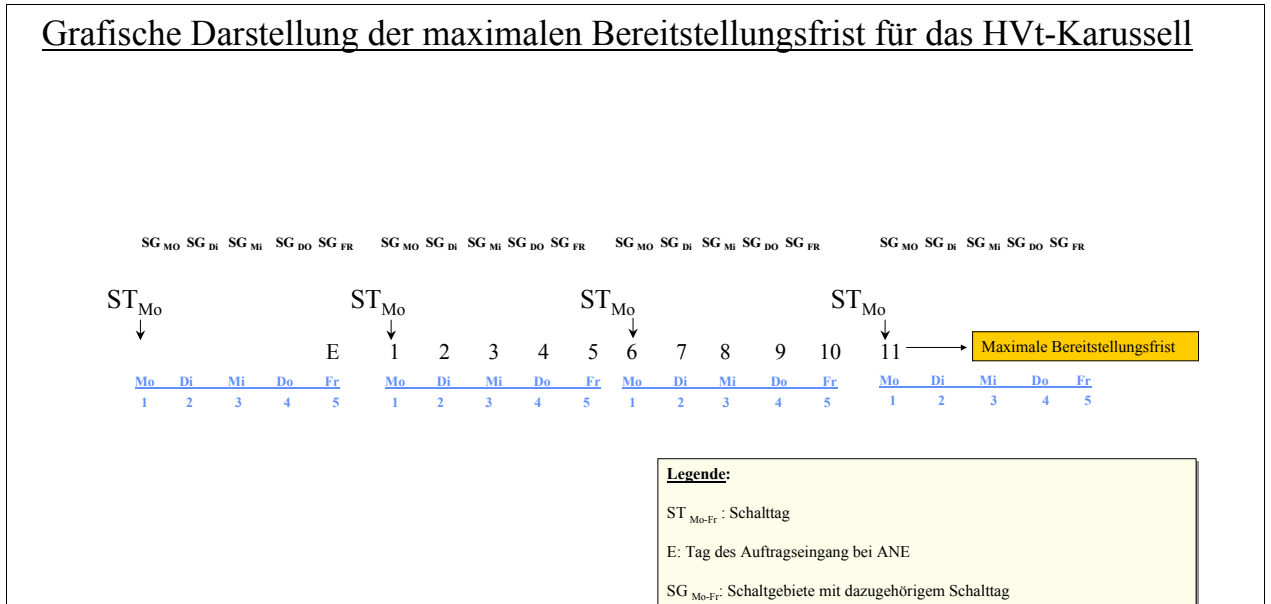 Grafische Darstellung der maximalen Bereitstellungsfrist für das HVt-Karussell
SG MO SG Di SG Mi SG DO SG FR SG MO SG Di SG Mi SG DO SG FR SG MO SG Di SG Mi SG DO SG FR SG MO SG Di SG Mi SG DO SG FR
ST Mo ST Mo ST Mo ST Mo
E 1 2 3 4 5 6 7 8 9 10 11 Maximale Bereitstellungsfrist
Mo Di Mi Do Fr Mo Di Mi Do Fr Mo Di Mi Do Fr Mo Di Mi Do Fr
1 2 3 4 5 1 2 3 4 5 1 2 3 4 5 1 2 3 4 5
Legende:
ST Mo-Fr : Schalttag
E: Tag des Auftragseingang bei ANE
SG Mo-Fr: Schaltgebiete mit dazugehörigem Schalttag